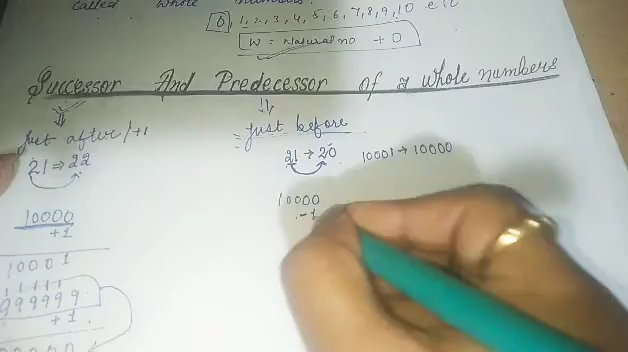 called Whole numbers.
0, 1, 2, 3, 4, 5, 6, 7, 8, 9, 10 etc
W = Natural no + 0
Successor And Predecessor of a whole numbers
Just after/+1
21 ⇒ 22
10000
+1
10001
11111
999999
+1.
= Just before
21 → 20
10001 → 10000
10000
-1